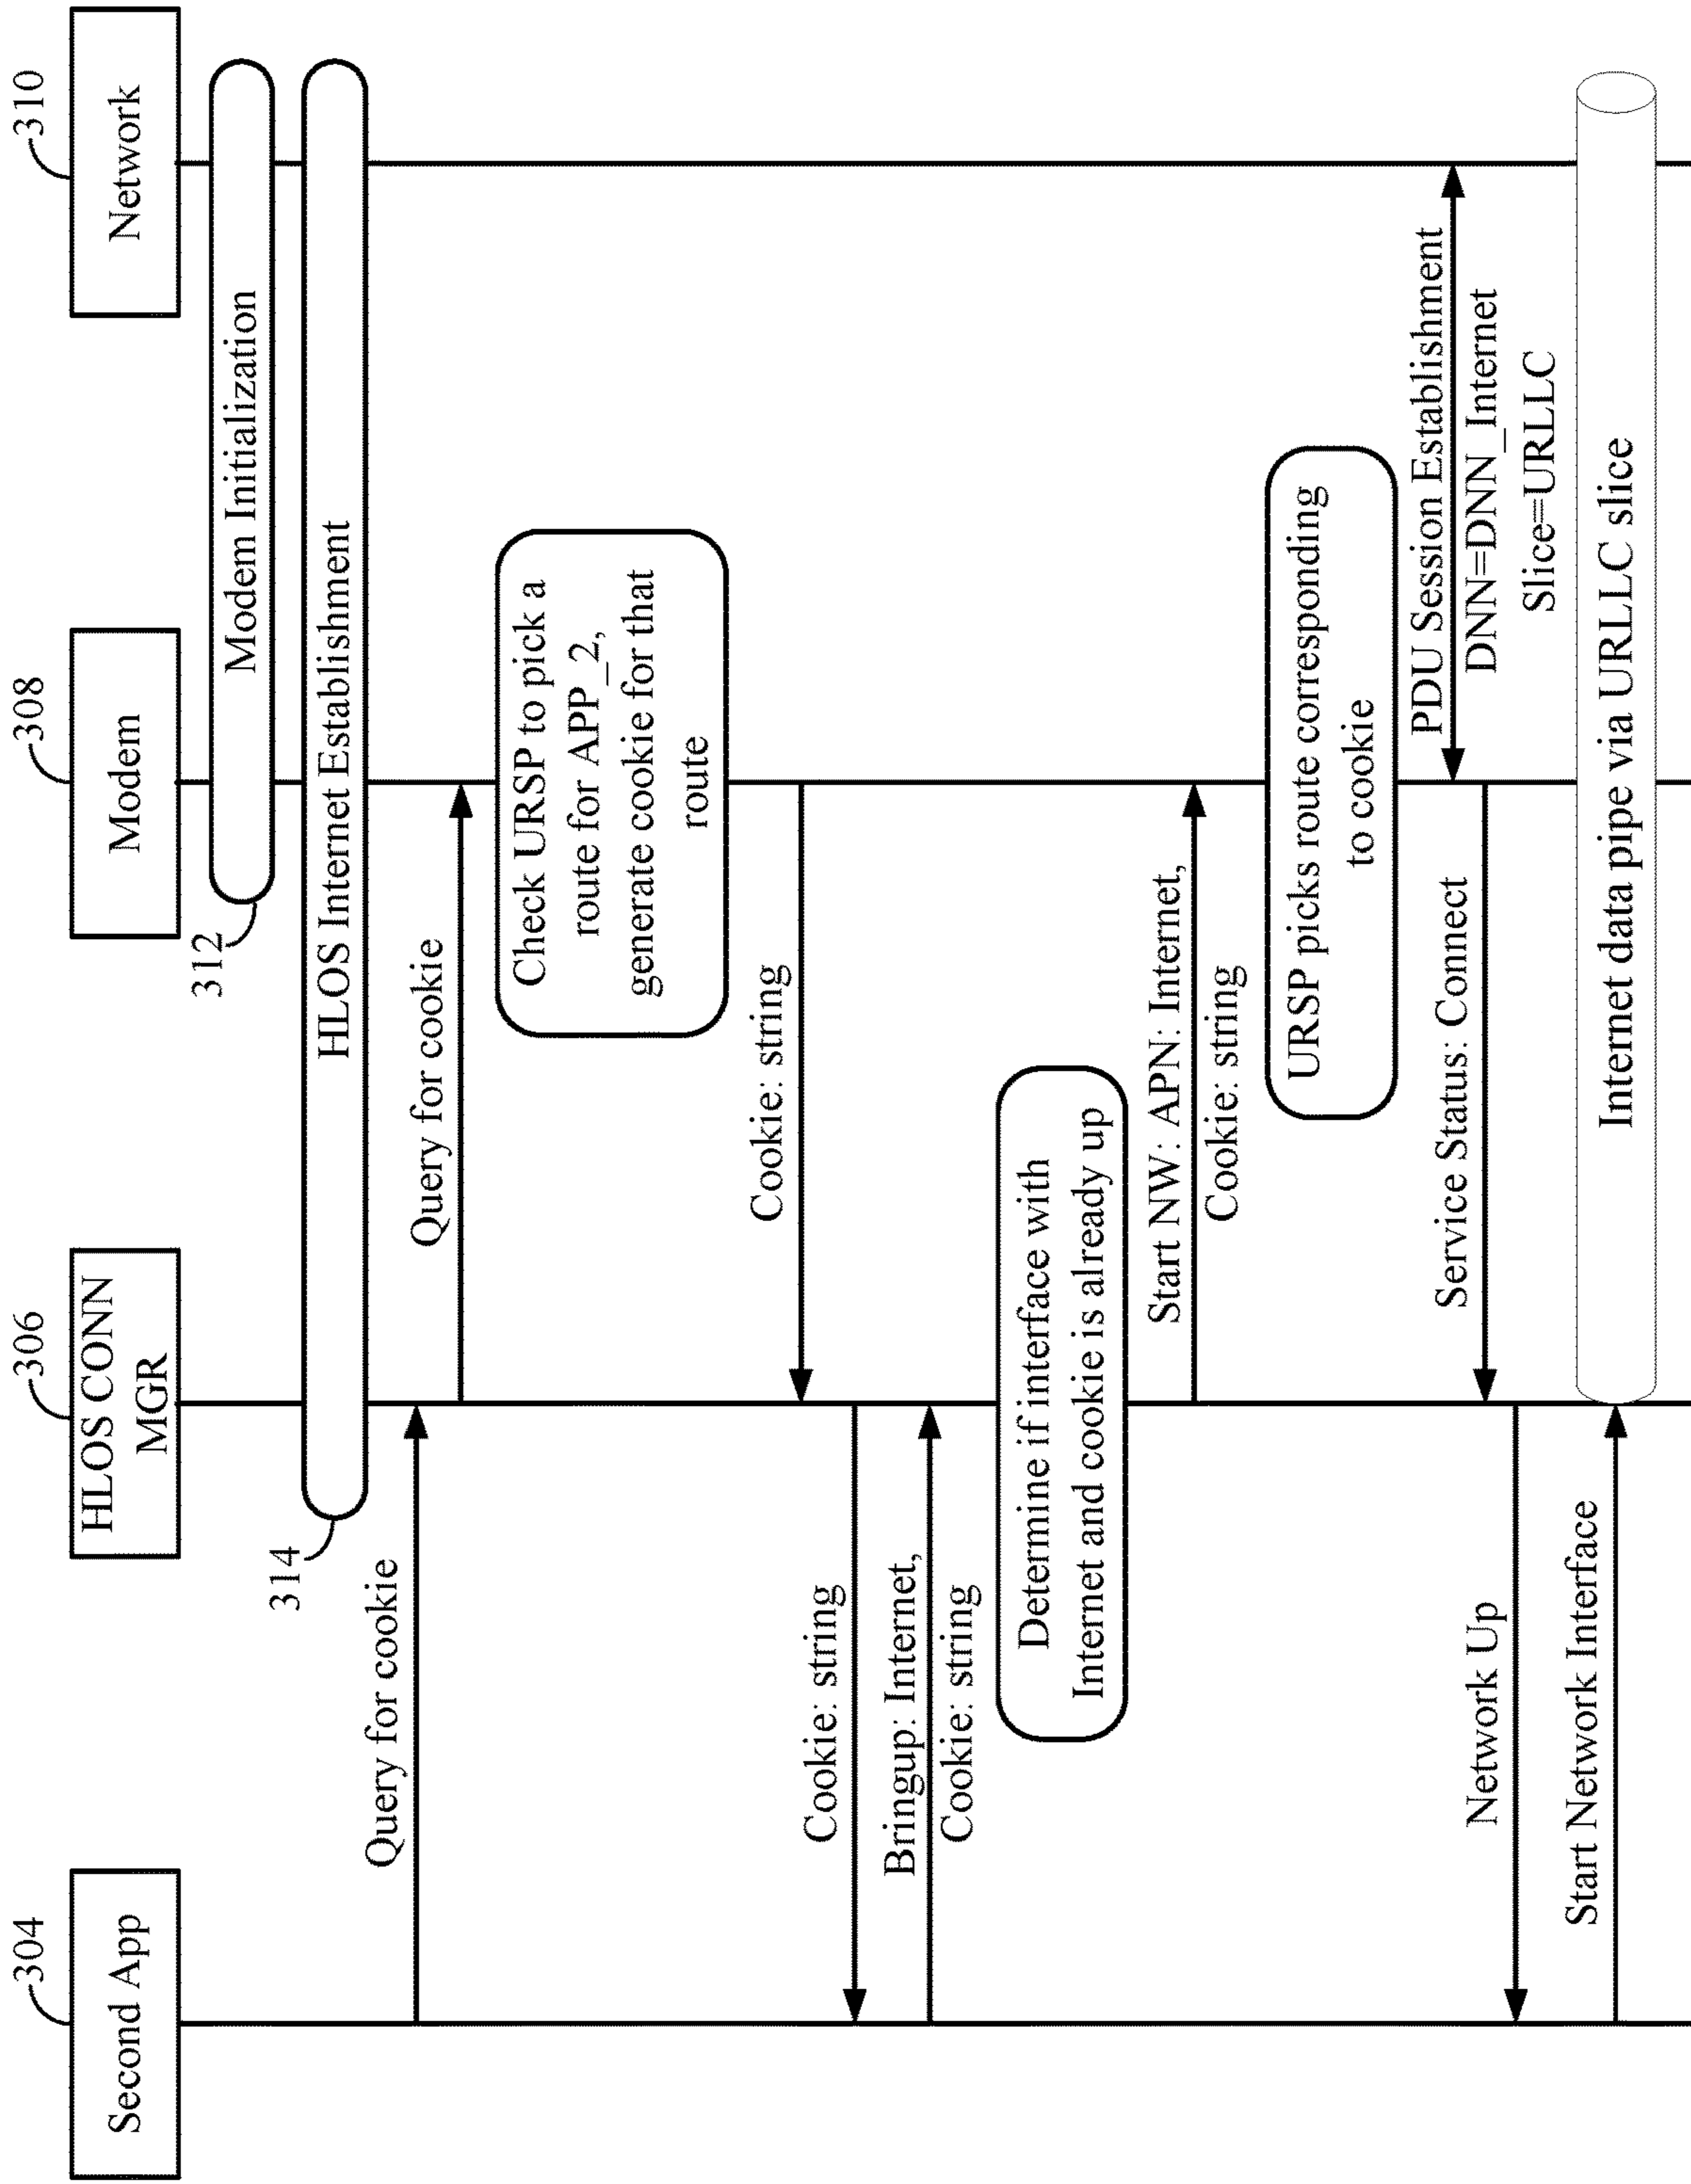 304
306
308
310
Second App
HLOS CONN
MGR
Modem
Network
312
Modem Initialization
314
HLOS Internet Establishment
Query for cookie
Query for cookie
Check URSP to pick a
route for APP_2,
generate cookie for that
route
Cookie: string
Cookie: string
Bringup: Internet,
Cookie: string
Determine if interface with
Internet and cookie is already up
Start NW: APN: Internet,
Cookie: string
URSP picks route corresponding
to cookie
PDU Session Establishment
DNN=DNN_Internet
Slice=URLLC
Service Status: Connect
Network Up
Start Network Interface
Internet data pipe via URLLC slice